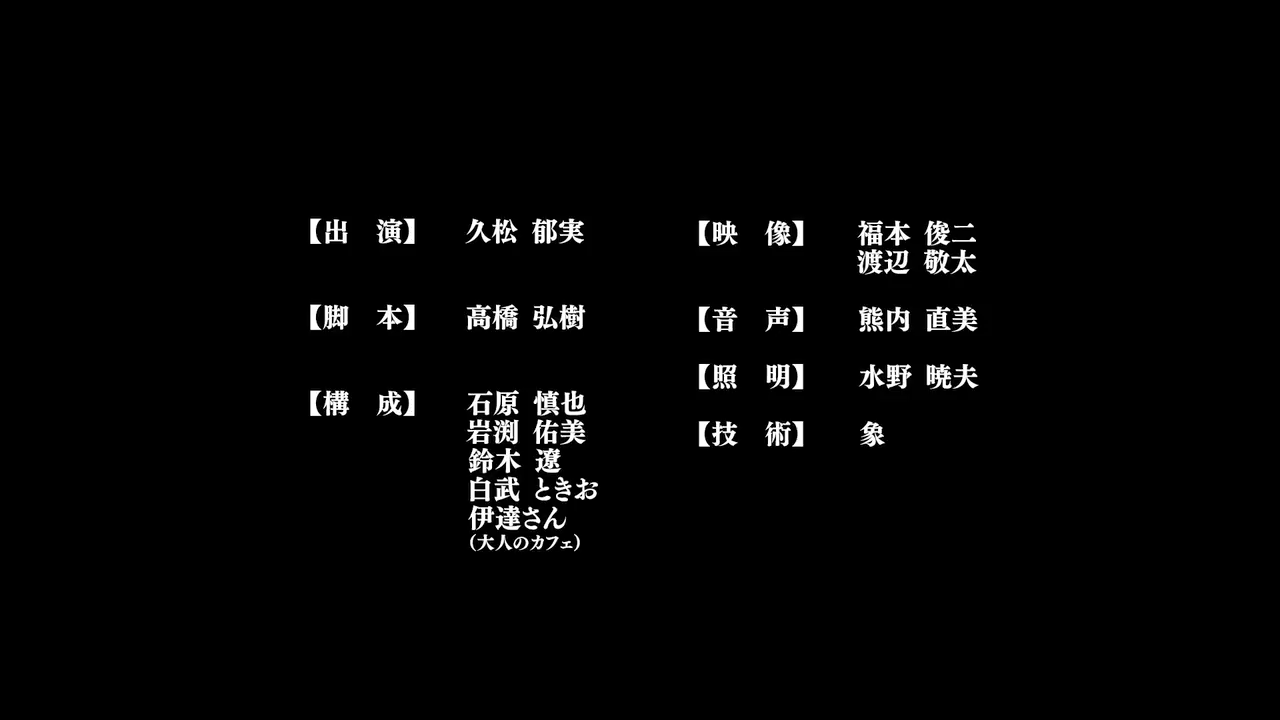 【出　演】 久松 郁実
【脚　本】 高橋 弘樹
【構　成】 石原 慎也
岩渕 佑美
鈴木 遼
白武 ときお
伊達さん
(大人のカフェ)
【映　像】 福本 俊二
渡辺 敬太
【音　声】 熊内 直美
【照　明】 水野 暁夫
【技　術】 象